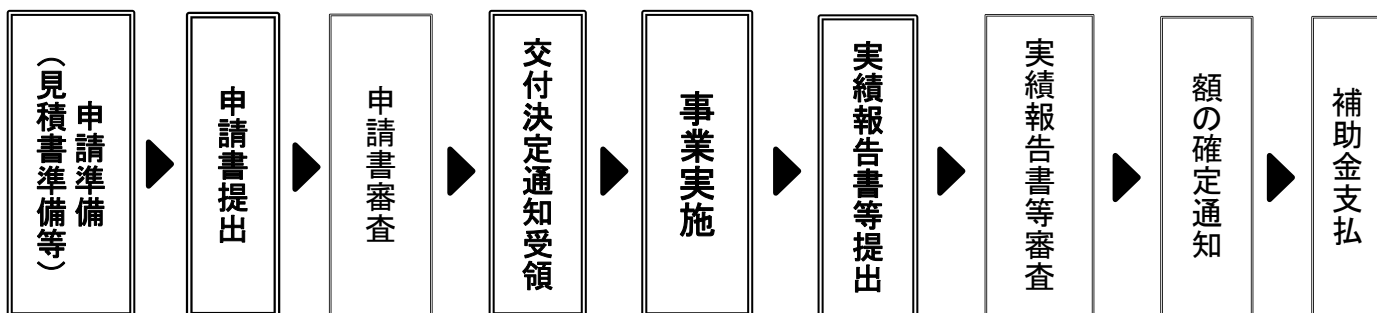 申請準備
（見積書準備等）
申請書提出
申請書審査
交付決定通知受領
事業実施
実績報告書等提出
実績報告書等審査
額の確定通知
補助金支払